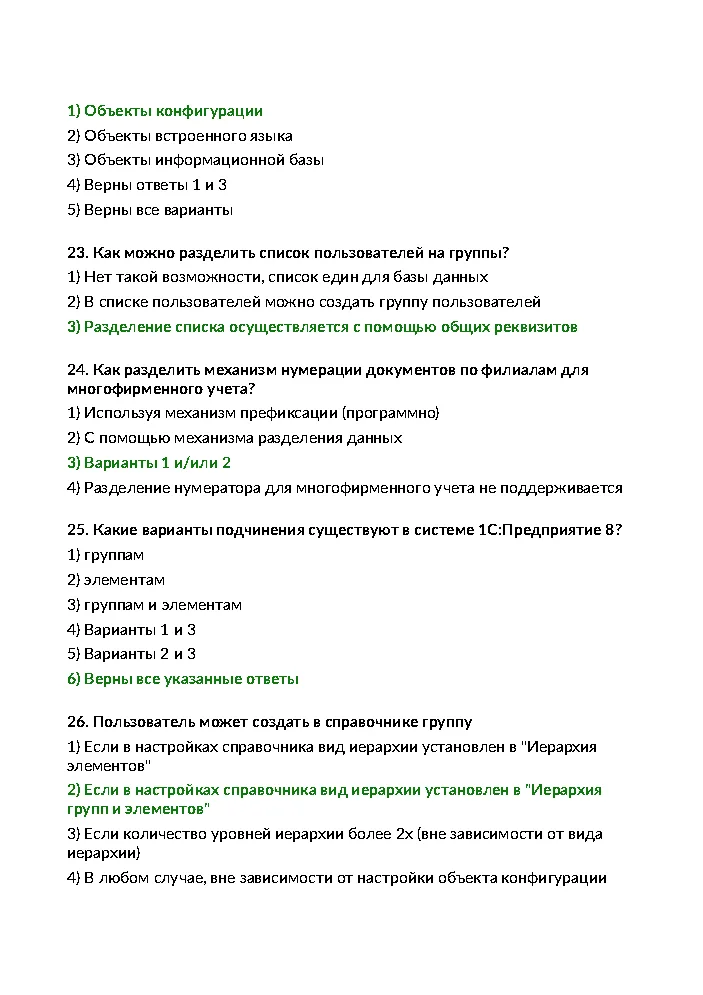 1) Объекты конфигурации
2) Объекты встроенного языка
3) Объекты информационной базы
4) Верны ответы 1 и 3
5) Верны все варианты
23. Как можно разделить список пользователей на группы?
1) Нет такой возможности, список един для базы данных
2) В списке пользователей можно создать группу пользователей
3) Разделение списка осуществляется с помощью общих реквизитов
24. Как разделить механизм нумерации документов по филиалам для
многофирменного учета?
1) Используя механизм префиксации (программно)
2) С помощью механизма разделения данных
3) Варианты 1 и/или 2
4) Разделение нумератора для многофирменного учета не поддерживается
25. Какие варианты подчинения существуют в системе 1С:Предприятие 8?
1) группам
2) элементам
3) группам и элементам
4) Варианты 1 и 3
5) Варианты 2 и 3
6) Верны все указанные ответы
26. Пользователь может создать в справочнике группу
1) Если в настройках справочника вид иерархии установлен в "Иерархия
элементов"
2) Если в настройках справочника вид иерархии установлен в "Иерархия
групп и элементов"
3) Если количество уровней иерархии более 2х (вне зависимости от вида
иерархии)
4) В любом случае, вне зависимости от настройки объекта конфигурации